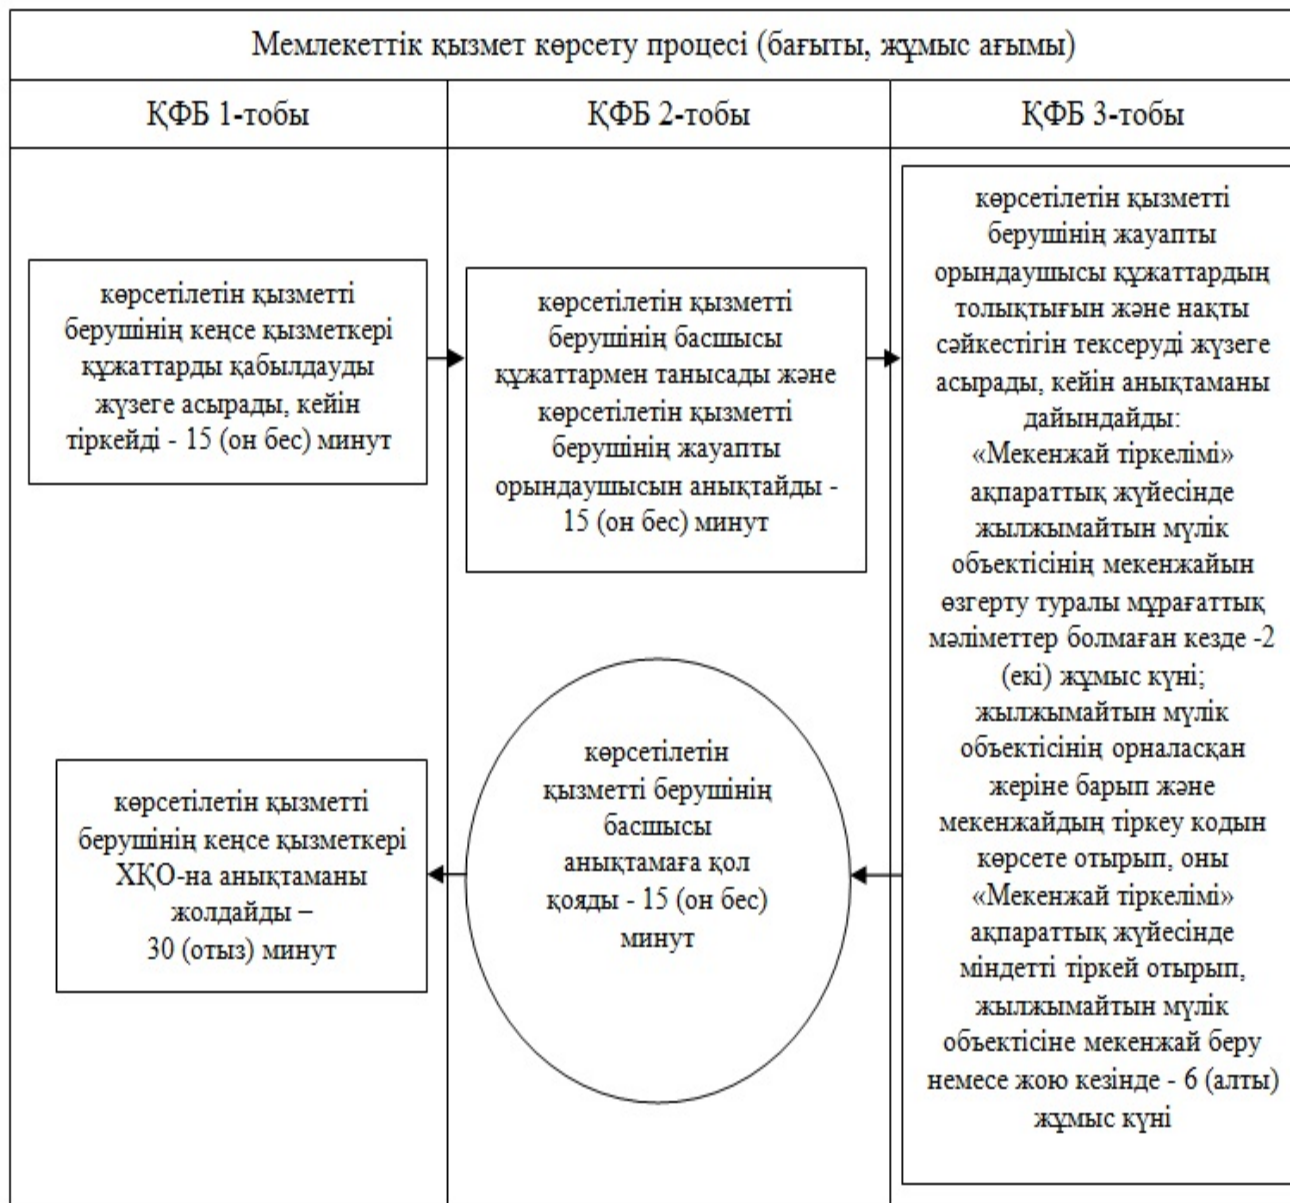 Мемлекеттік қызмет көрсету процесі (бағыты, жұмыс ағымы)
ҚФБ 1-тобы
ҚФБ 2-тобы
ҚФБ 3-тобы
көрсетілетін қызметті
берушінің кеңсе қызметкері
құжаттарды қабылдауды
жүзеге асырады, кейін
тіркейді - 15 (он бес) минут
көрсетілетін қызметті
берушінің басшысы
құжаттармен танысады және
көрсетілетін қызметті
берушінің жауапты
орындаушысын анықтайды -
15 (он бес) минут
көрсетілетін қызметті
берушінің жауапты
орындаушысы құжаттардың
толықтығын және нақты
сәйкестігін тексеруді жүзеге
асырады, кейін анықтаманы
дайындайды:
«Мекенжай тіркелімі»
ақпараттық жүйесінде
жылжымайтын мүлік
объектісінің мекенжайын
өзгерту туралы мұрағаттық
мәліметтер болмаған кезде -2
(екі) жұмыс күні;
жылжымайтын мүлік
объектісінің орналасқан
жеріне барып және
мекенжайдың тіркеу кодын
көрсете отырып, оны
«Мекенжай тіркелімі»
ақпараттық жүйесінде
міндетті тіркей отырып,
жылжымайтын мүлік
объектісіне мекенжай беру
немесе жою кезінде - 6 (алты)
жұмыс күні
көрсетілетін
қызметті берушінің
басшысы
анықтамаға қол
қояды - 15 (он бес)
минут
көрсетілетін қызметті
берушінің кеңсе қызметкері
ХҚО-на анықтаманы
жолдайды –
30 (отыз) минут